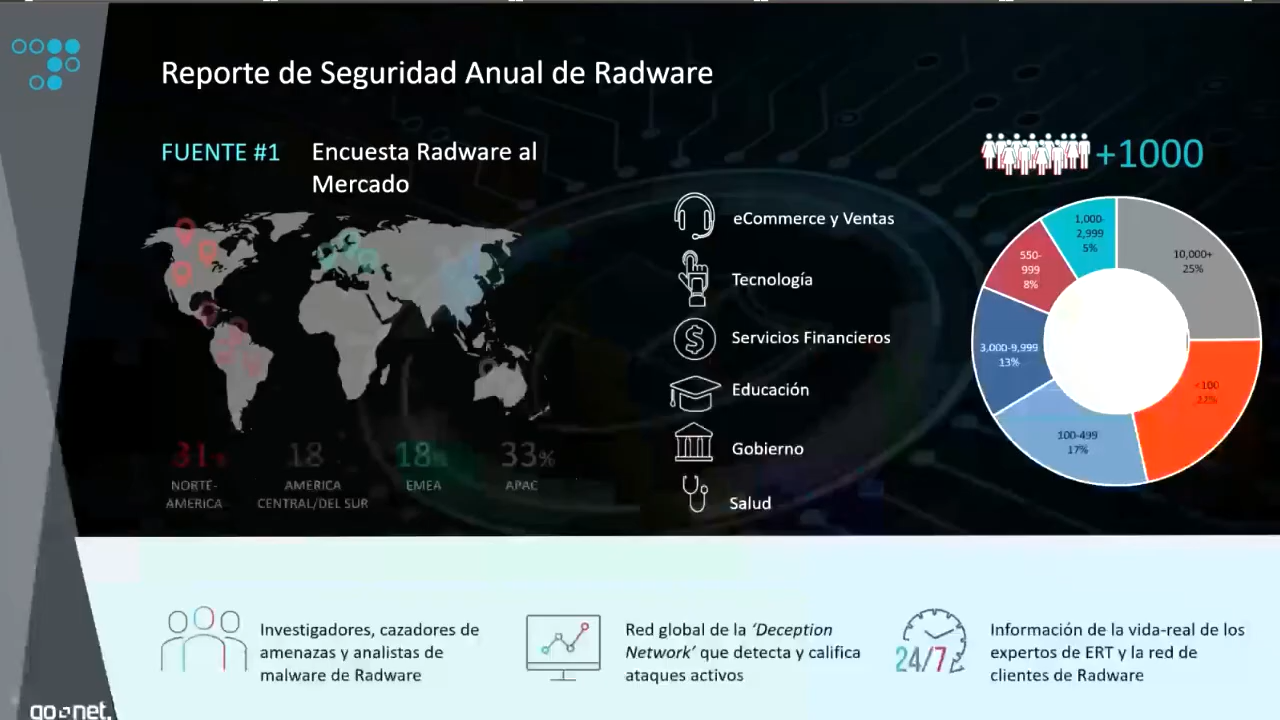 Reporte de Seguridad Anual de Radware
FUENTE #1
Encuesta Radware al
Mercado
+1000
eCommerce y Ventas
Tecnología
Servicios Financieros
Educación
Gobierno
Salud
1,000-
2,999
5%
10,000+
25%
550-
999
8%
3,000-9,999
13%
<100
22%
100-499
17%
31%
NORTE-
AMERICA
18
AMERICA
CENTRAL/DEL SUR
18%
EMEA
33%
APAC
Investigadores, cazadores de
amenazas y analistas de
malware de Radware
Red global de la ‘Deception
Network’ que detecta y califica
ataques activos
24/7
Información de la vida-real de los
expertos de ERT y la red de
clientes de Radware
go net.